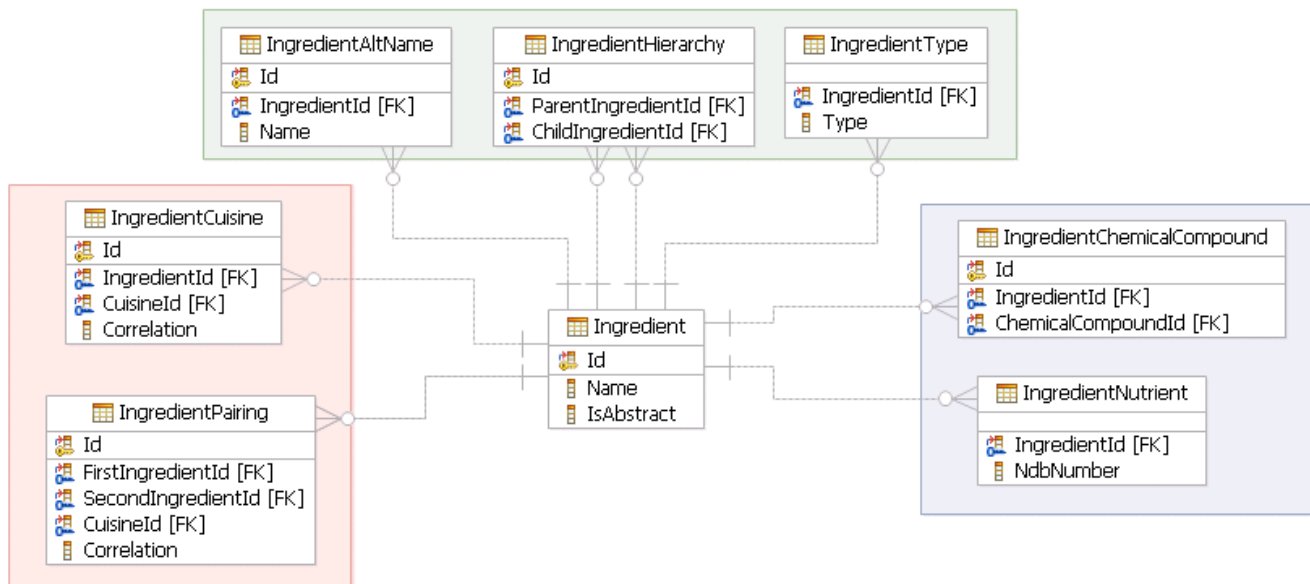 IngredientAltName
Id
IngredientId [FK]
Name
IngredientHierarchy
Id
ParentIngredientId [FK]
ChildIngredientId [FK]
IngredientType
IngredientId [FK]
Type
IngredientCuisine
Id
IngredientId [FK]
CuisineId [FK]
Correlation
IngredientPairing
Id
FirstIngredientId [FK]
SecondIngredientId [FK]
CuisineId [FK]
Correlation
Ingredient
Id
Name
IsAbstract
IngredientChemicalCompound
Id
IngredientId [FK]
ChemicalCompoundId [FK]
IngredientNutrient
IngredientId [FK]
NdbNumber